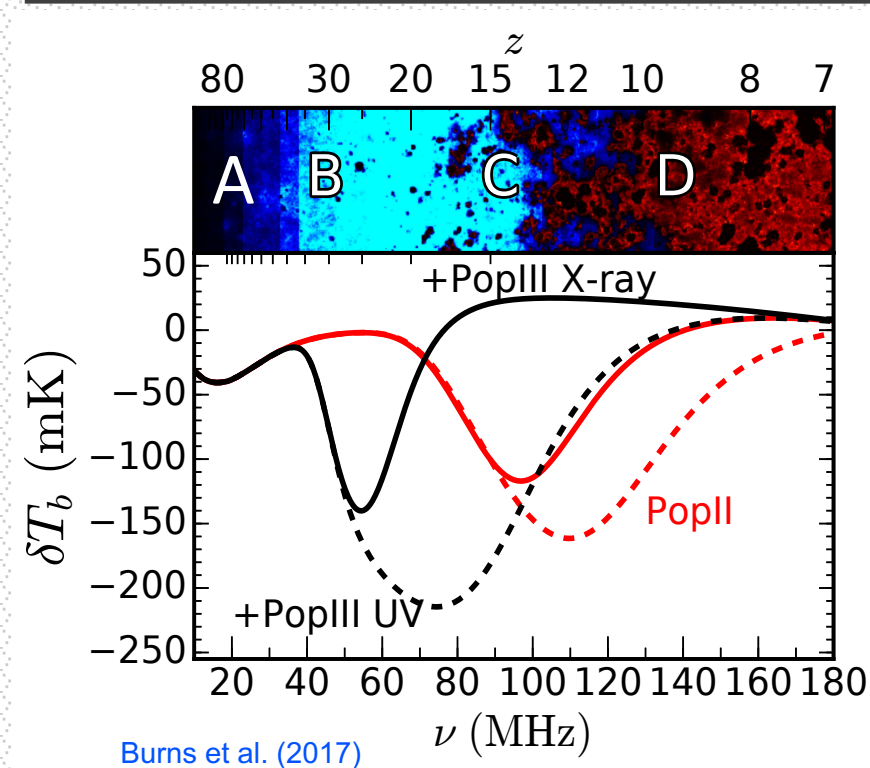 z
80 30 20 15 12 10 8 7
A B C D
50
0
−50
−100
−150
−200
−250
δT_b (mK)
+PopIII X-ray
PopII
+PopIII UV
20 40 60 80 100 120 140 160 180
ν (MHz)
Burns et al. (2017)